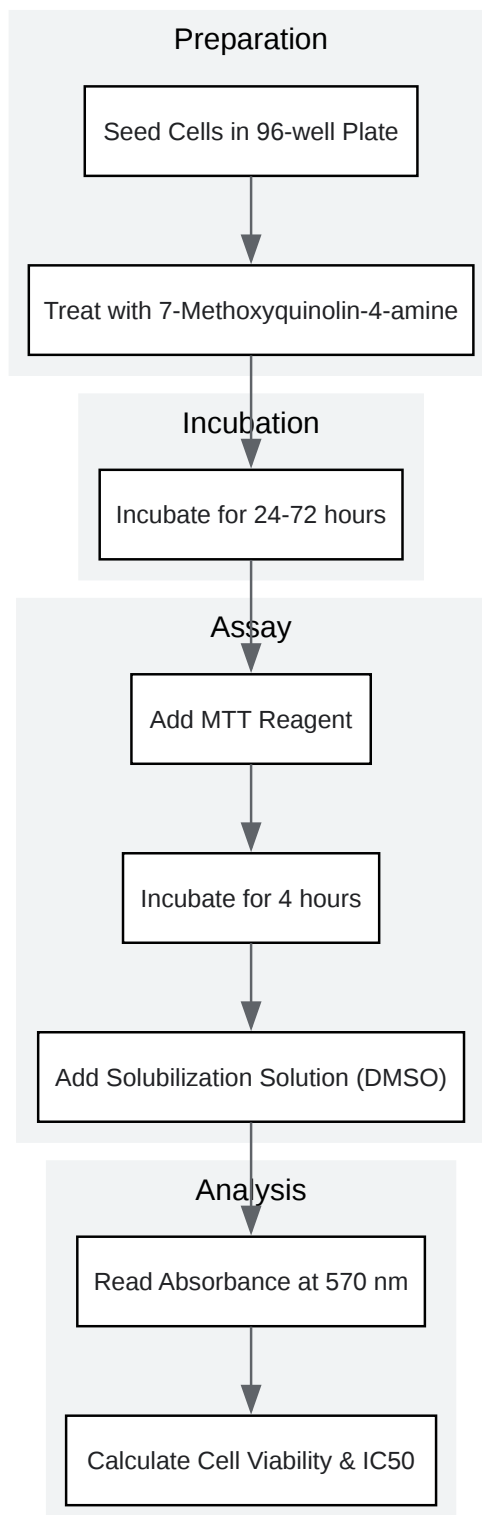 Preparation
Seed Cells in 96-well Plate
Treat with 7-Methoxyquinolin-4-amine
Incubation
Incubate for 24-72 hours
Assay
Add MTT Reagent
Incubate for 4 hours
Add Solubilization Solution (DMSO)
Analysis
Read Absorbance at 570 nm
Calculate Cell Viability & IC50